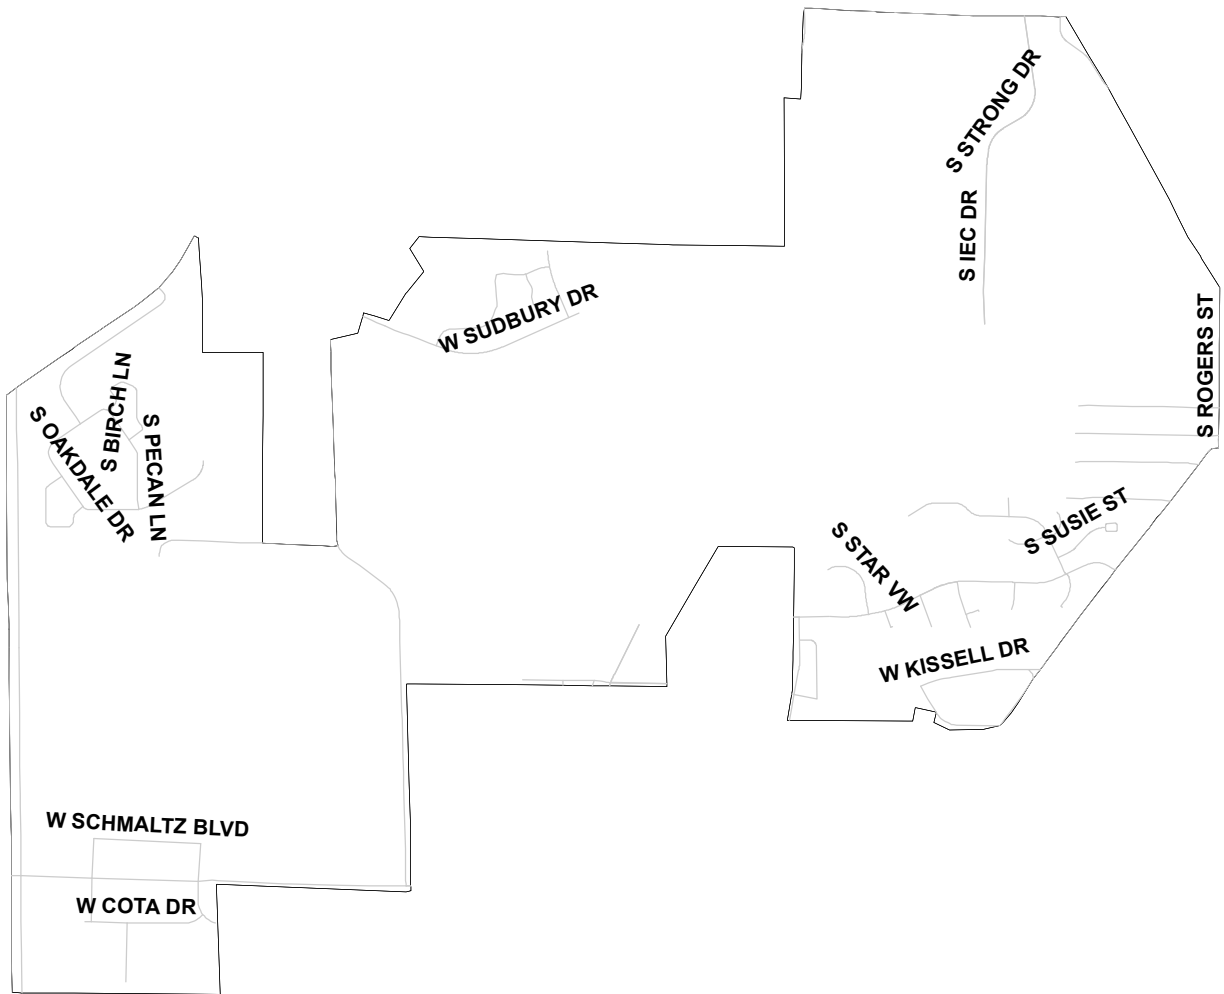 S STRONG DR
S IEC DR
W SUDBURY DR
S ROGERS ST
S BIRCH LN
S OAKDALE DR
S PECAN LN
S SUSIE ST
S STAR VW
W KISSELL DR
W SCHMALTZ BLVD
W COTA DR